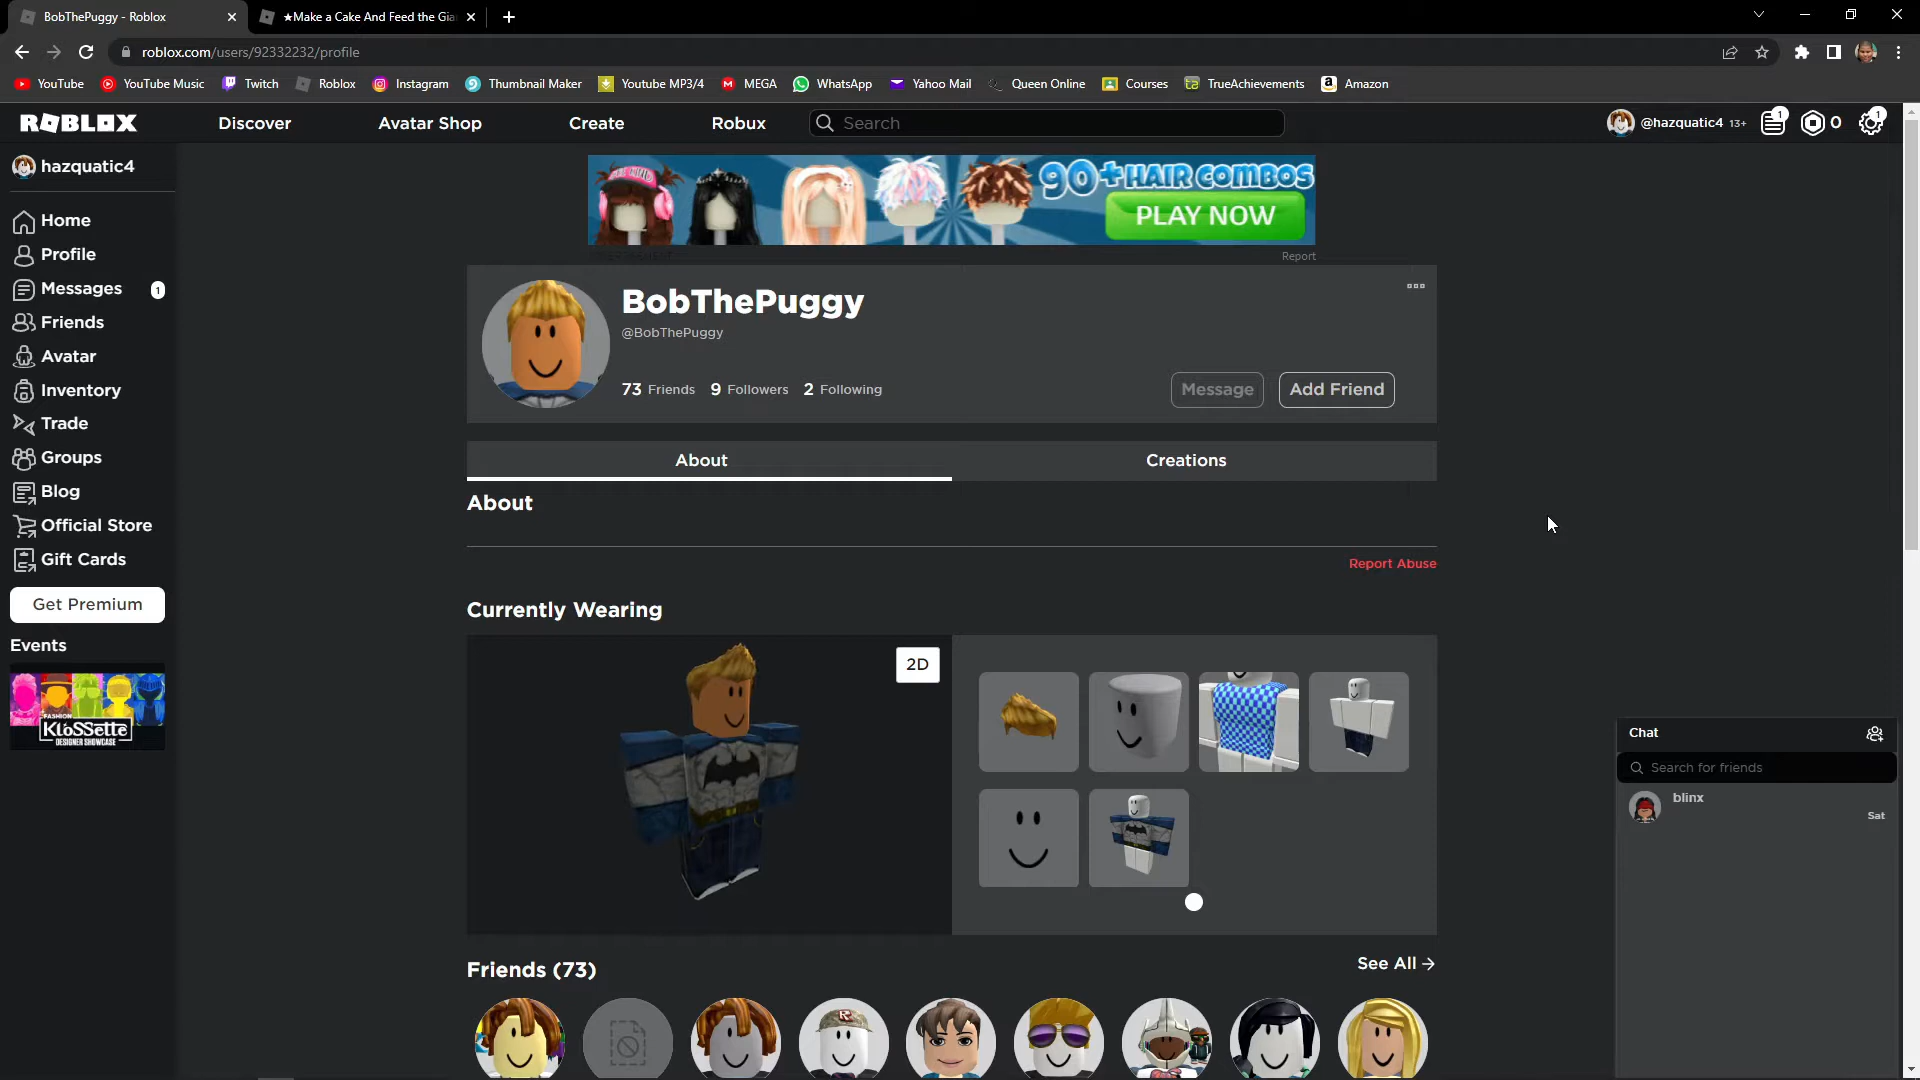 BobThePuggy - Roblox
★Make a Cake And Feed the Gia
roblox.com/users/92332232/profile
YouTube
YouTube Music
Twitch
Roblox
Instagram
Thumbnail Maker
Youtube MP3/4
MEGA
WhatsApp
Yahoo Mail
Queen Online
Courses
TrueAchievements
Amazon
ROBLOX
Discover
Avatar Shop
Create
Robux
Search
@hazquatic4 13+
1
0
1
hazquatic4
Home
Profile
Messages 1
Friends
Avatar
Inventory
Trade
Groups
Blog
Official Store
Gift Cards
Get Premium
Events
FASHION
KLOSSETTE
DESIGNER SHOWCASE
90+ HAIR COMBOS
PLAY NOW
Report
BobThePuggy
@BobThePuggy
73 Friends 9 Followers 2 Following
Message
Add Friend
About
Creations
About
Report Abuse
Currently Wearing
2D
Friends (73)
See All →
Chat
Search for friends
blinx
Sat